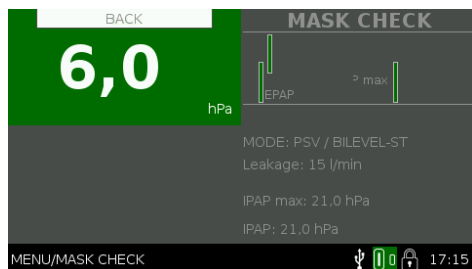 BACK
MASK CHECK
6,0
hPa
P max
EPAP
MODE: PSV / BILEVEL-ST
Leakage: 15 l/min
IPAP max: 21,0 hPa
IPAP: 21,0 hPa
MENU/MASK CHECK
17:15